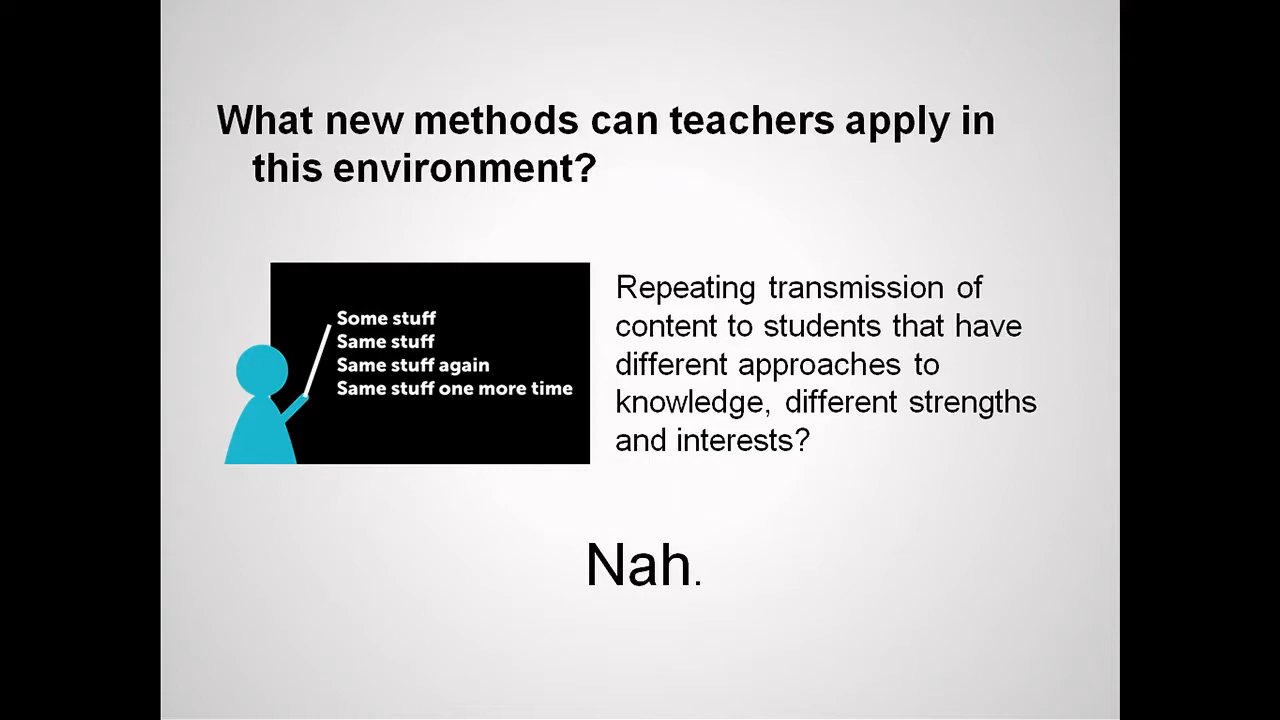 What new methods can teachers apply in
this environment?
Some stuff
Same stuff
Same stuff again
Same stuff one more time
Repeating transmission of
content to students that have
different approaches to
knowledge, different strengths
and interests?
Nah.